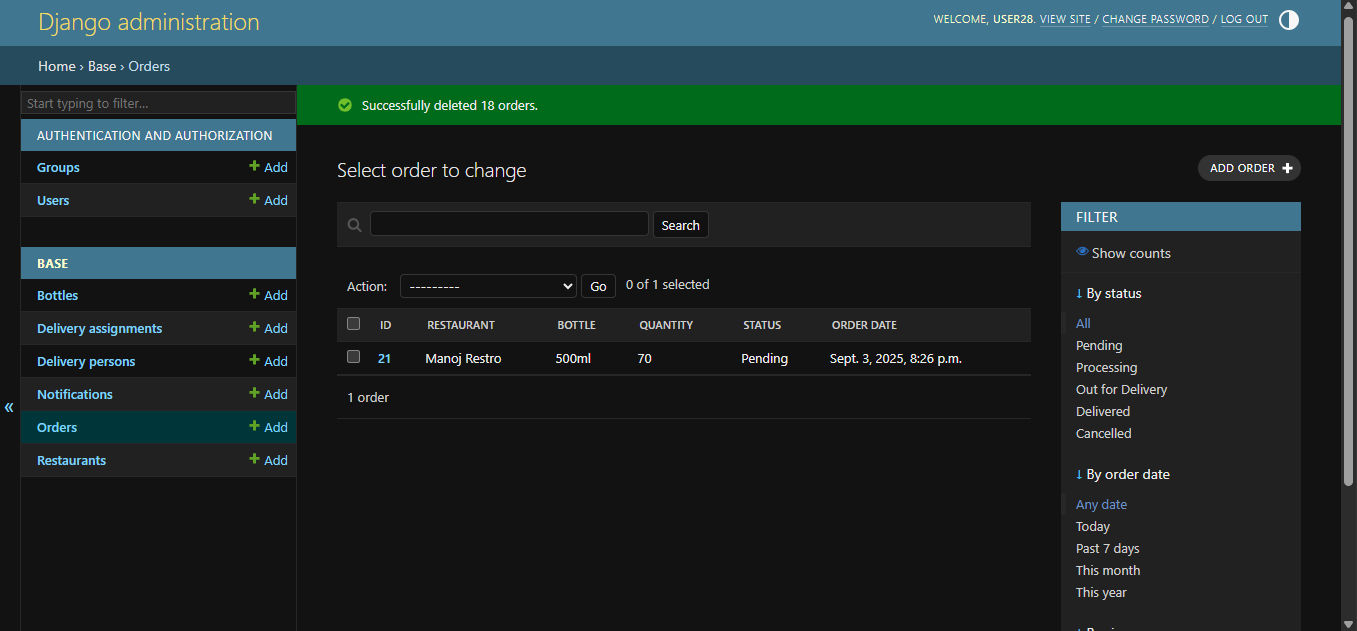 Django administration
WELCOME, USER28. VIEW SITE / CHANGE PASSWORD / LOG OUT
Home › Base › Orders
Start typing to filter...
AUTHENTICATION AND AUTHORIZATION
Groups Add
Users Add
BASE
Bottles Add
Delivery assignments Add
Delivery persons Add
Notifications Add
Orders Add
Restaurants Add
«
Successfully deleted 18 orders.
Select order to change
ADD ORDER
Search
Action: --------- Go 0 of 1 selected
ID RESTAURANT BOTTLE QUANTITY STATUS ORDER DATE
21 Manoj Restro 500ml 70 Pending Sept. 3, 2025, 8:26 p.m.
1 order
FILTER
Show counts
↓ By status
All
Pending
Processing
Out for Delivery
Delivered
Cancelled
↓ By order date
Any date
Today
Past 7 days
This month
This year